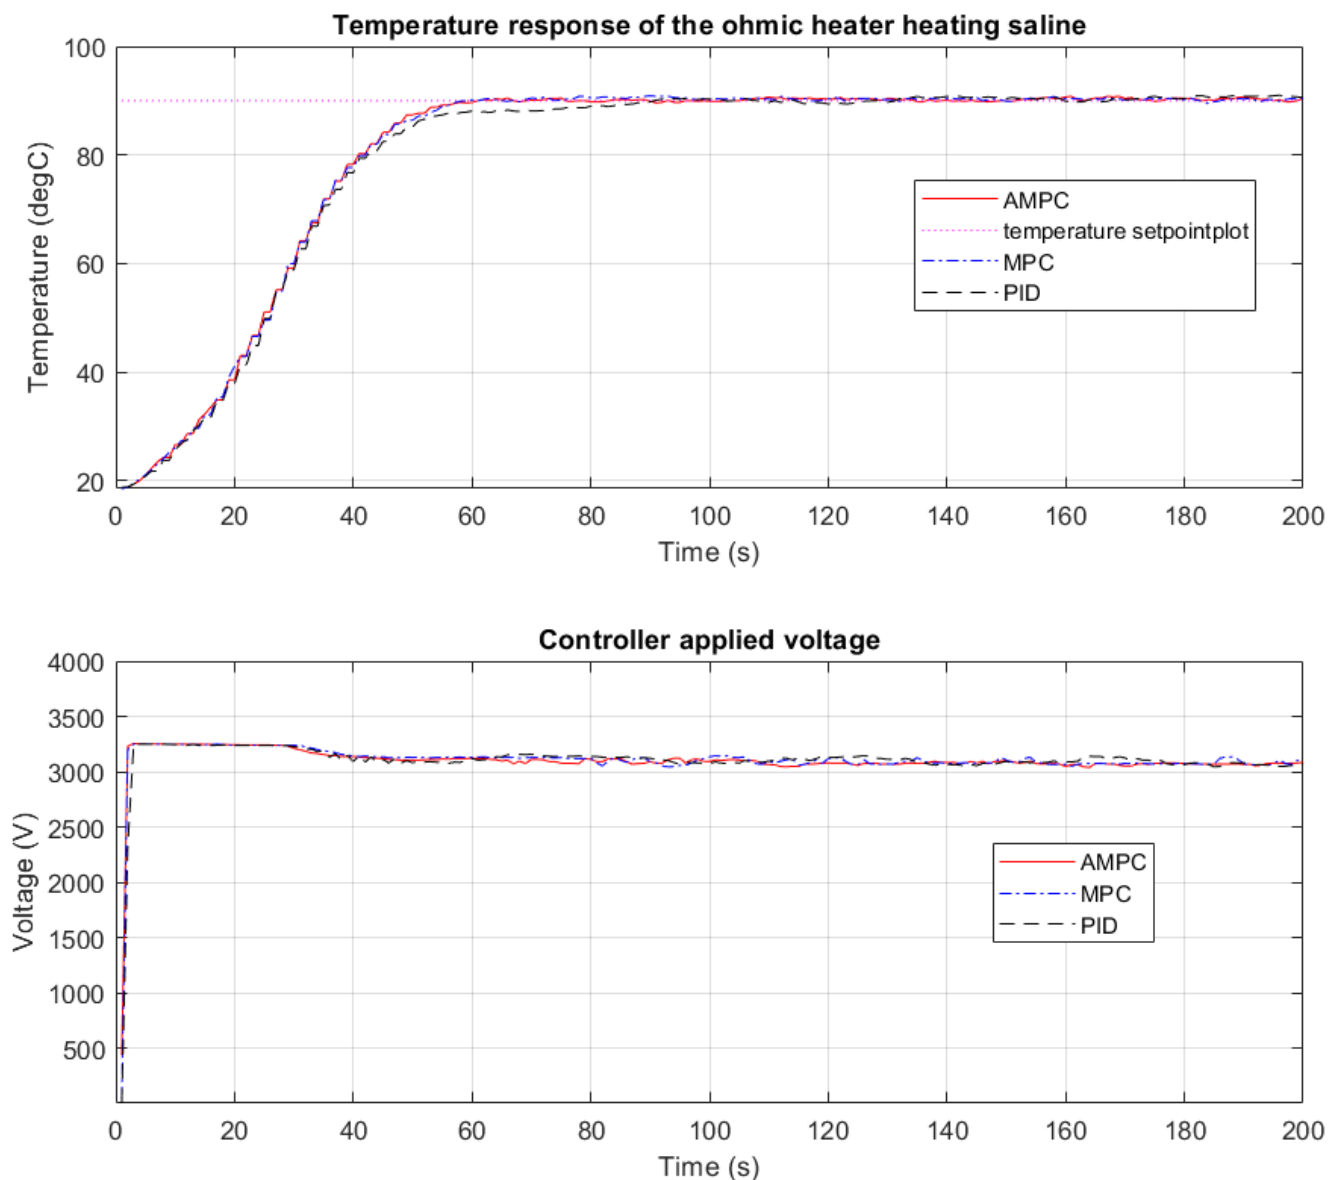 Temperature response of the ohmic heater heating saline
100
80
60
40
20
Temperature (degC)
AMPC
temperature setpointplot
MPC
PID
0 20 40 60 80 100 120 140 160 180 200
Time (s)
Controller applied voltage
4000
3500
3000
2500
2000
1500
1000
500
Voltage (V)
AMPC
MPC
PID
0 20 40 60 80 100 120 140 160 180 200
Time (s)